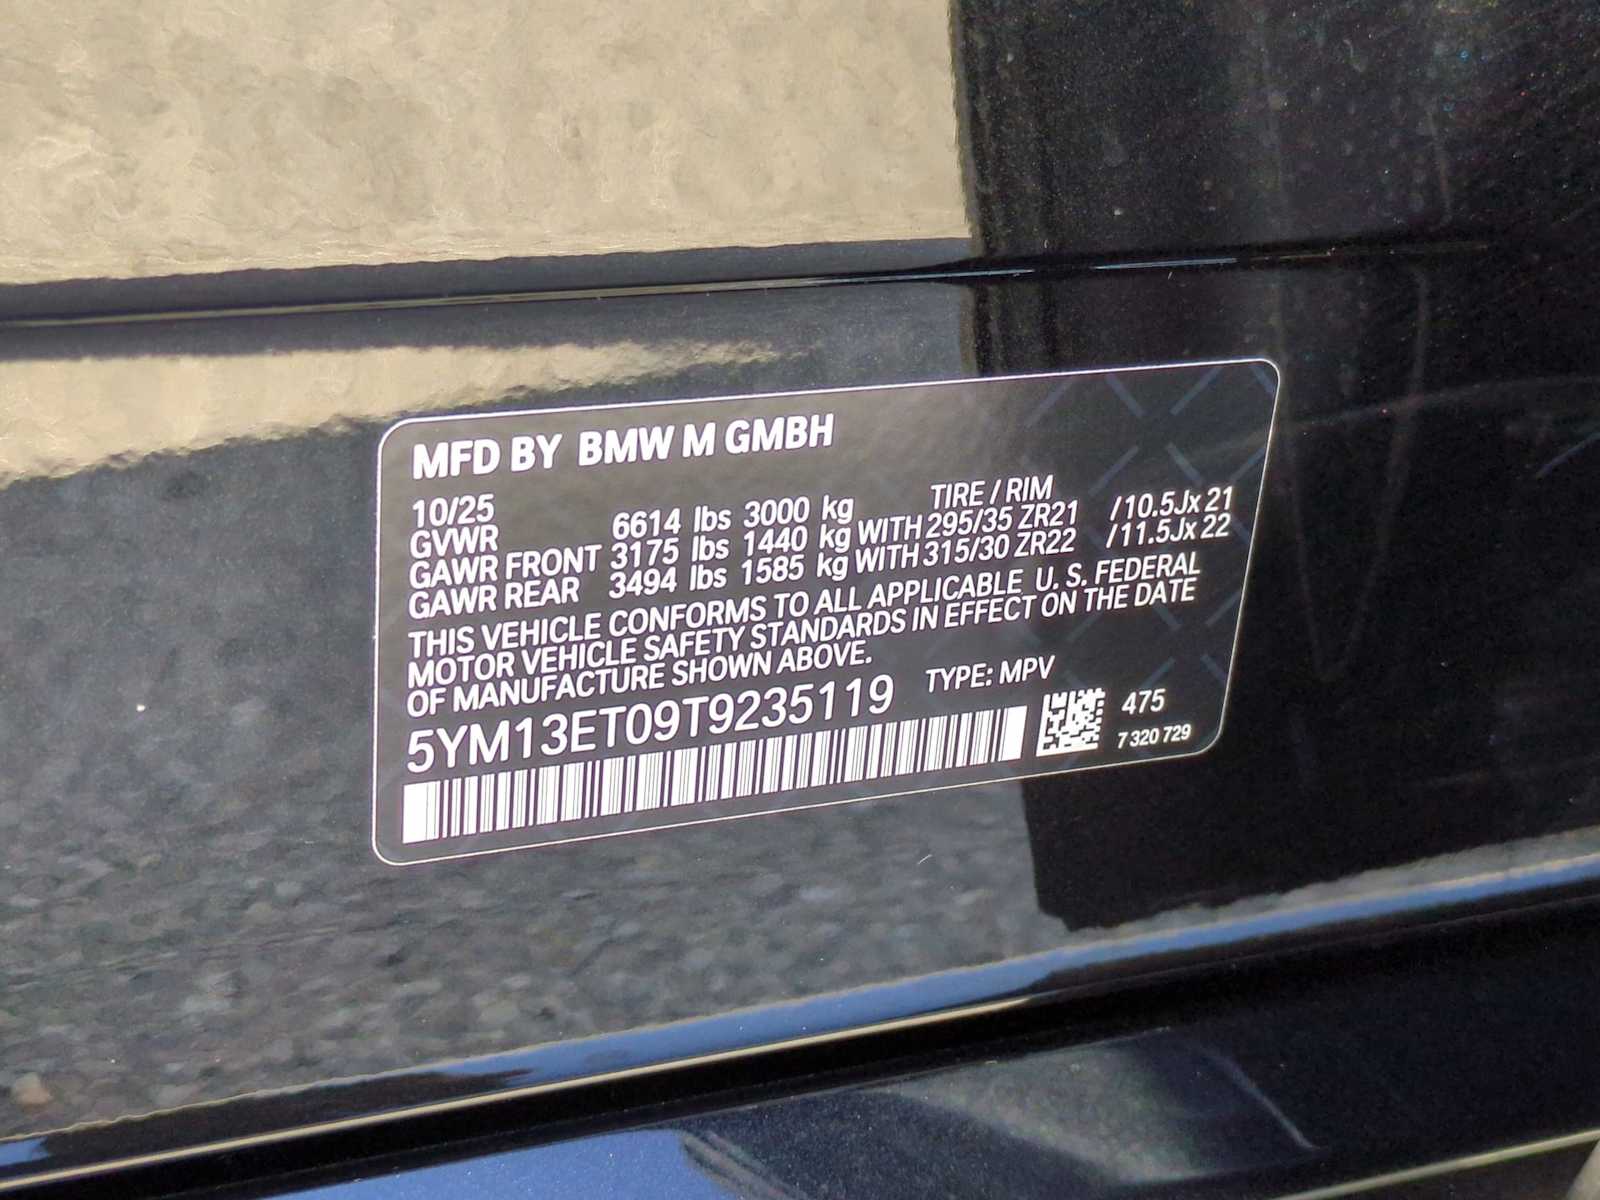 MFD BY BMW M GMBH
10/25 TIRE / RIM
GVWR 6614 lbs 3000 kg
GAWR FRONT 3175 lbs 1440 kg WITH 295/35 ZR21 /10.5Jx 21
GAWR REAR 3494 lbs 1585 kg WITH 315/30 ZR22 /11.5Jx 22
THIS VEHICLE CONFORMS TO ALL APPLICABLE U. S. FEDERAL
MOTOR VEHICLE SAFETY STANDARDS IN EFFECT ON THE DATE
OF MANUFACTURE SHOWN ABOVE.
5YM13ET09T9235119 TYPE: MPV
475
7 320 729